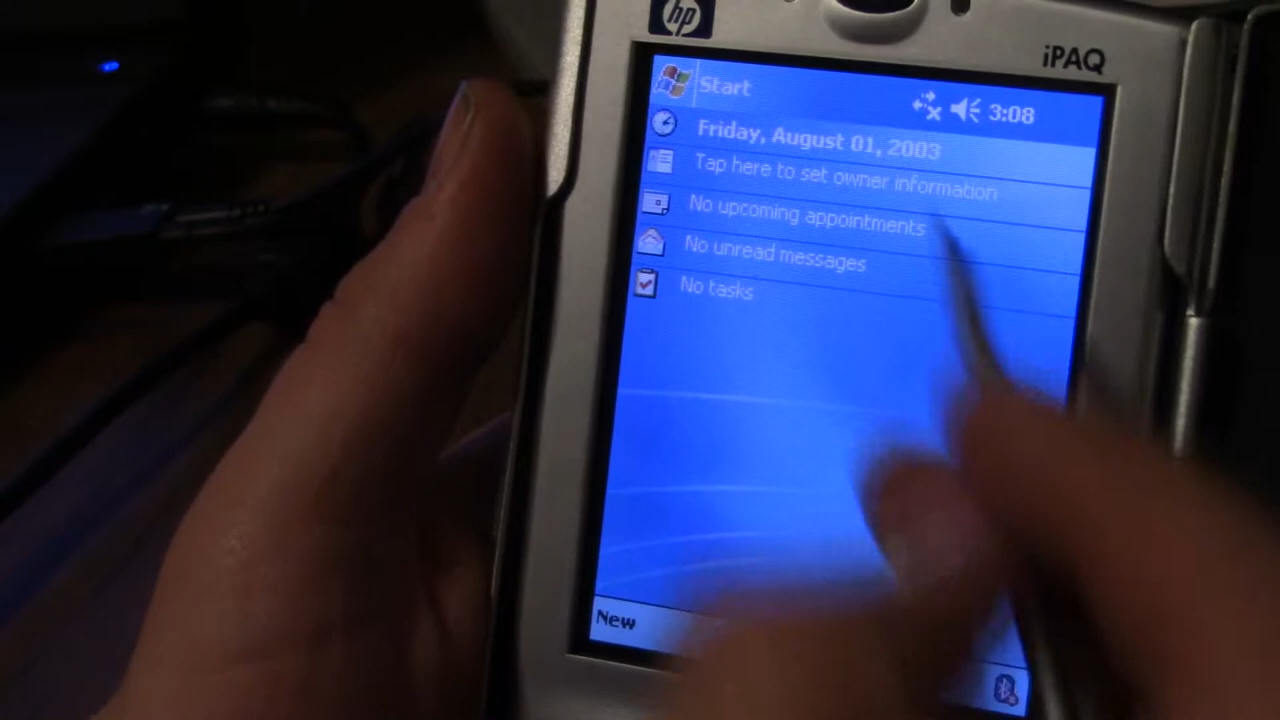 hp
iPAQ
Start
3:08
Friday, August 01, 2003
Tap here to set owner information
No upcoming appointments
No unread messages
No tasks
New